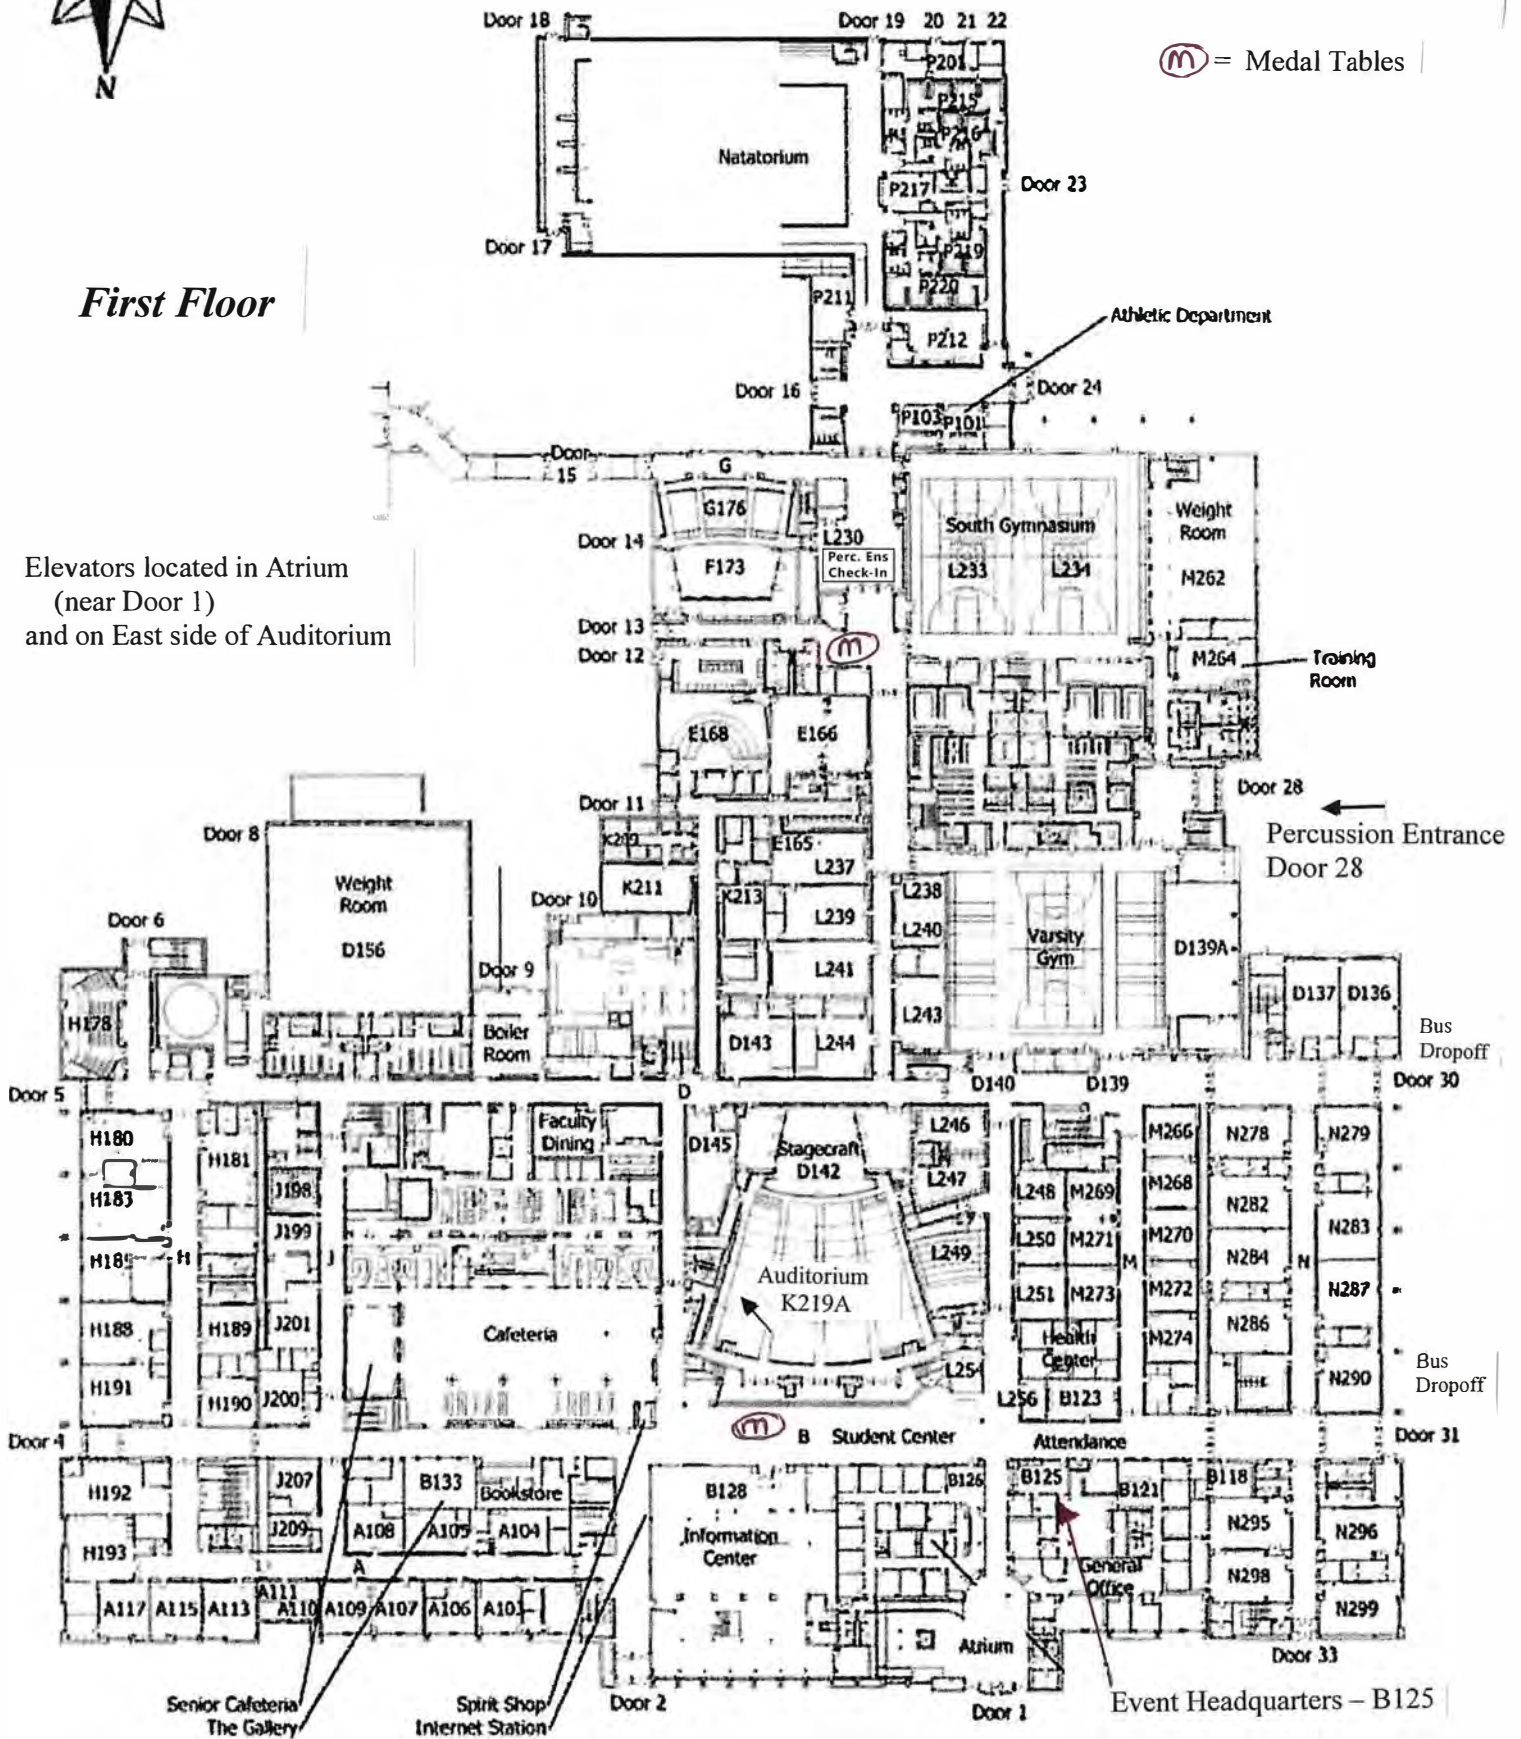 Door 18
Door 19 20 21 22
N
P201
M = Medal Tables
P215
P216
Natatorium
P217
Door 23
Door 17
P219
P220
First Floor
P211
Athletic Department
P212
Door 16
Door 24
P103
P101
Door
15
G
G176
South Gymnasium
Weight
Room
Door 14
L230
Elevators located in Atrium
(near Door 1)
and on East side of Auditorium
F173
Perc. Ens
Check-In
L233
L234
M262
Door 13
Door 12
M
M264
Training
Room
E168
E166
Door 11
Door 28
Door 8
K209
E165
Percussion Entrance
Door 28
L237
Weight
Room
K211
Door 10
K213
L238
L239
L240
Door 6
D156
Varsity
Gym
D139A
Door 9
L241
D137
D136
H178
Boiler
Room
L243
D143
L244
Bus
Dropoff
D140
D139
Door 30
Door 5
D
H180
Faculty
Dining
D145
Stagecraft
D142
L246
M266
N278
N279
H181
L247
H183
J198
L248
M269
M268
N282
J199
L250
M271
M270
N283
H
J
L249
M
N284
N
Auditorium
K219A
L251
M273
M272
N287
H188
H189
J201
Cafeteria
Health
Center
M274
N286
H191
H190
J200
L254
L256
B123
N290
Bus
Dropoff
Door 4
M
B
Student Center
Attendance
Door 31
H192
J207
B133
Bookstore
B128
B126
B125
B121
B118
J209
A108
A105
A104
Information
Center
N295
N296
H193
A
General
Office
N298
A111
A117
A115
A113
A110
A109
A107
A106
A103
N299
Atrium
Door 33
Senior Cafeteria
The Gallery
Spirit Shop
Internet Station
Door 2
Door 1
Event Headquarters – B125